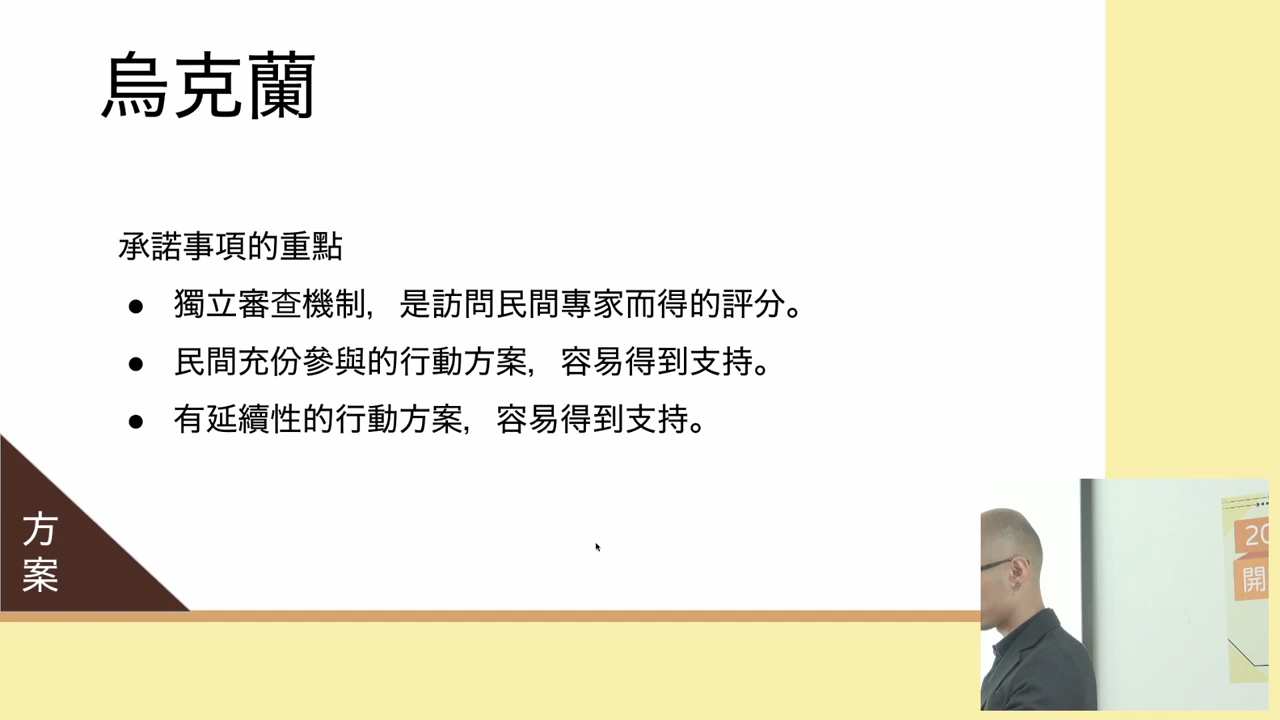 烏克蘭
承諾事項的重點
● 獨立審查機制，是訪問民間專家而得的評分。
● 民間充份參與的行動方案，容易得到支持。
● 有延續性的行動方案，容易得到支持。
方
案
20
開